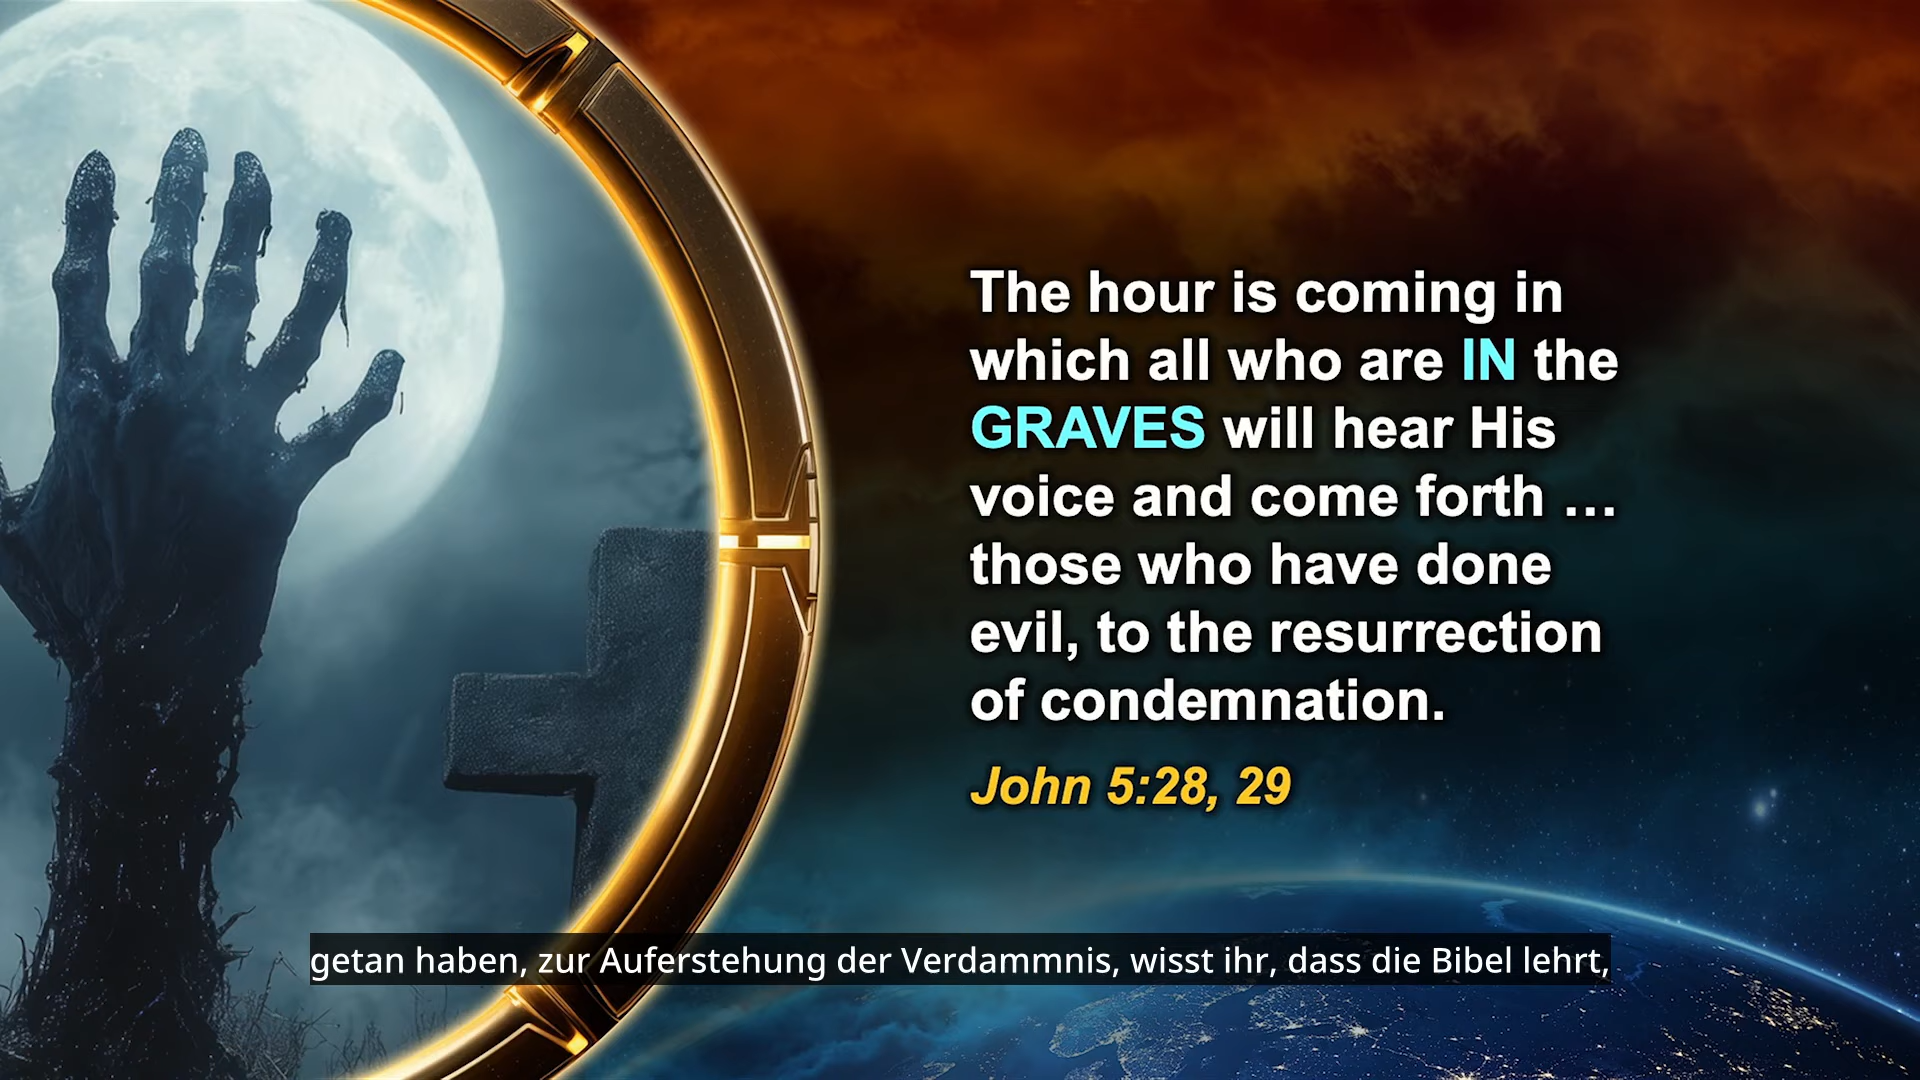 The hour is coming in
which all who are IN the
GRAVES will hear His
voice and come forth …
those who have done
evil, to the resurrection
of condemnation.
John 5:28, 29
getan haben, zur Auferstehung der Verdammnis, wisst ihr, dass die Bibel lehrt,